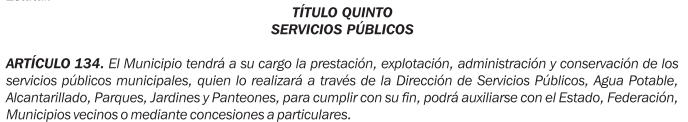 TÍTULO QUINTO
SERVICIOS PÚBLICOS
ARTÍCULO 134. El Municipio tendrá a su cargo la prestación, explotación, administración y conservación de los
servicios públicos municipales, quien lo realizará a través de la Dirección de Servicios Públicos, Agua Potable,
Alcantarillado, Parques, Jardines y Panteones, para cumplir con su fin, podrá auxiliarse con el Estado, Federación,
Municipios vecinos o mediante concesiones a particulares.